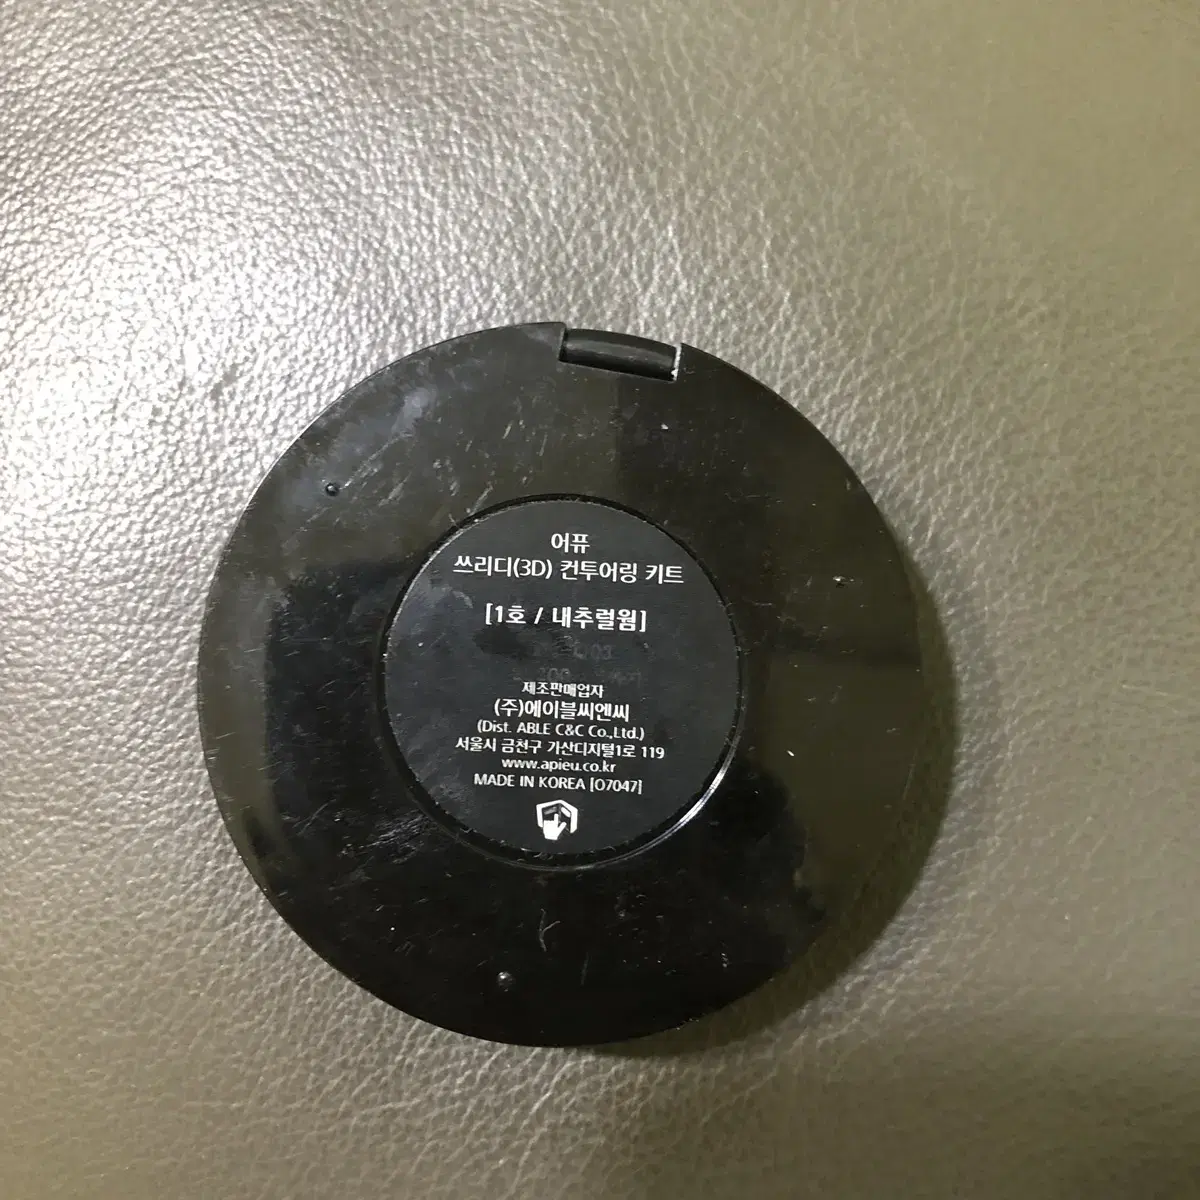 어퓨
쓰리디(3D) 컨투어링 키트
[1호 / 내추럴웜]
제조판매업자
(주)에이블씨엔씨
(Dist. ABLE C&C Co.,Ltd.)
서울시 금천구 가산디지털1로 119
www.apieu.co.kr
MADE IN KOREA [O7047]